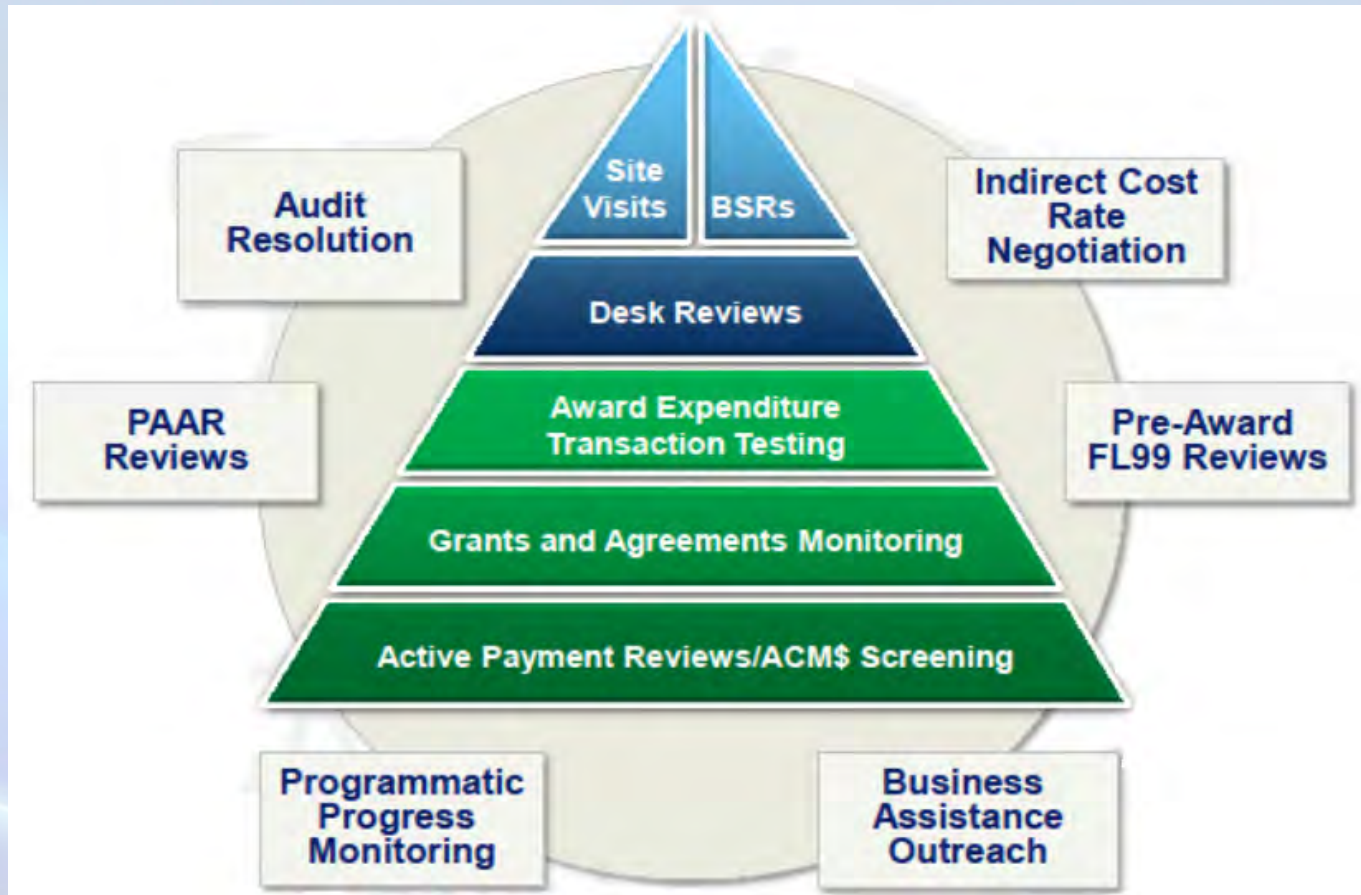 Site
Visits
BSRs
Audit
Resolution
Indirect Cost
Rate
Negotiation
Desk Reviews
PAAR
Reviews
Award Expenditure
Transaction Testing
Pre-Award
FL99 Reviews
Grants and Agreements Monitoring
Active Payment Reviews/ACM$ Screening
Programmatic
Progress
Monitoring
Business
Assistance
Outreach